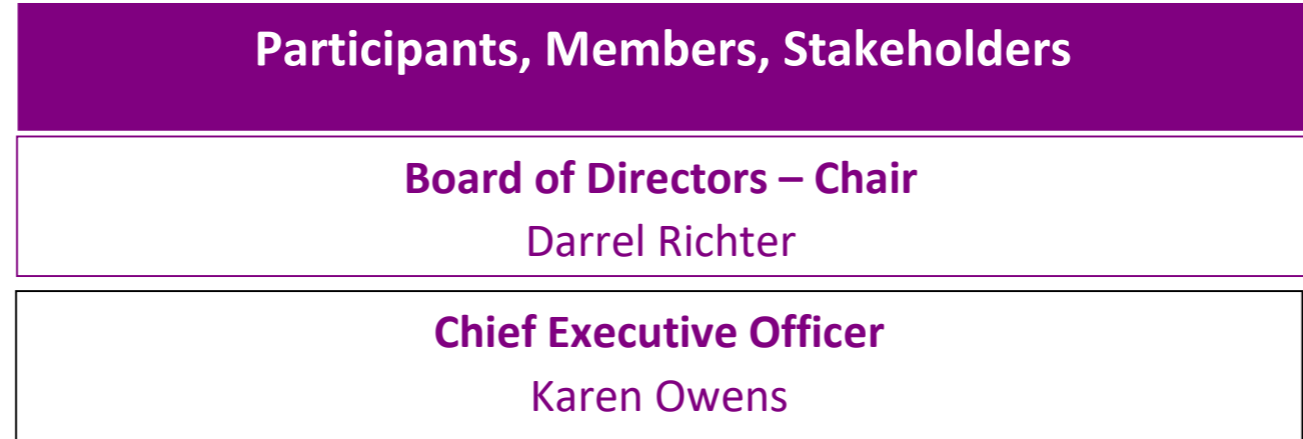 Participants, Members, Stakeholders
Board of Directors – Chair
Darrel Richter
Chief Executive Officer
Karen Owens